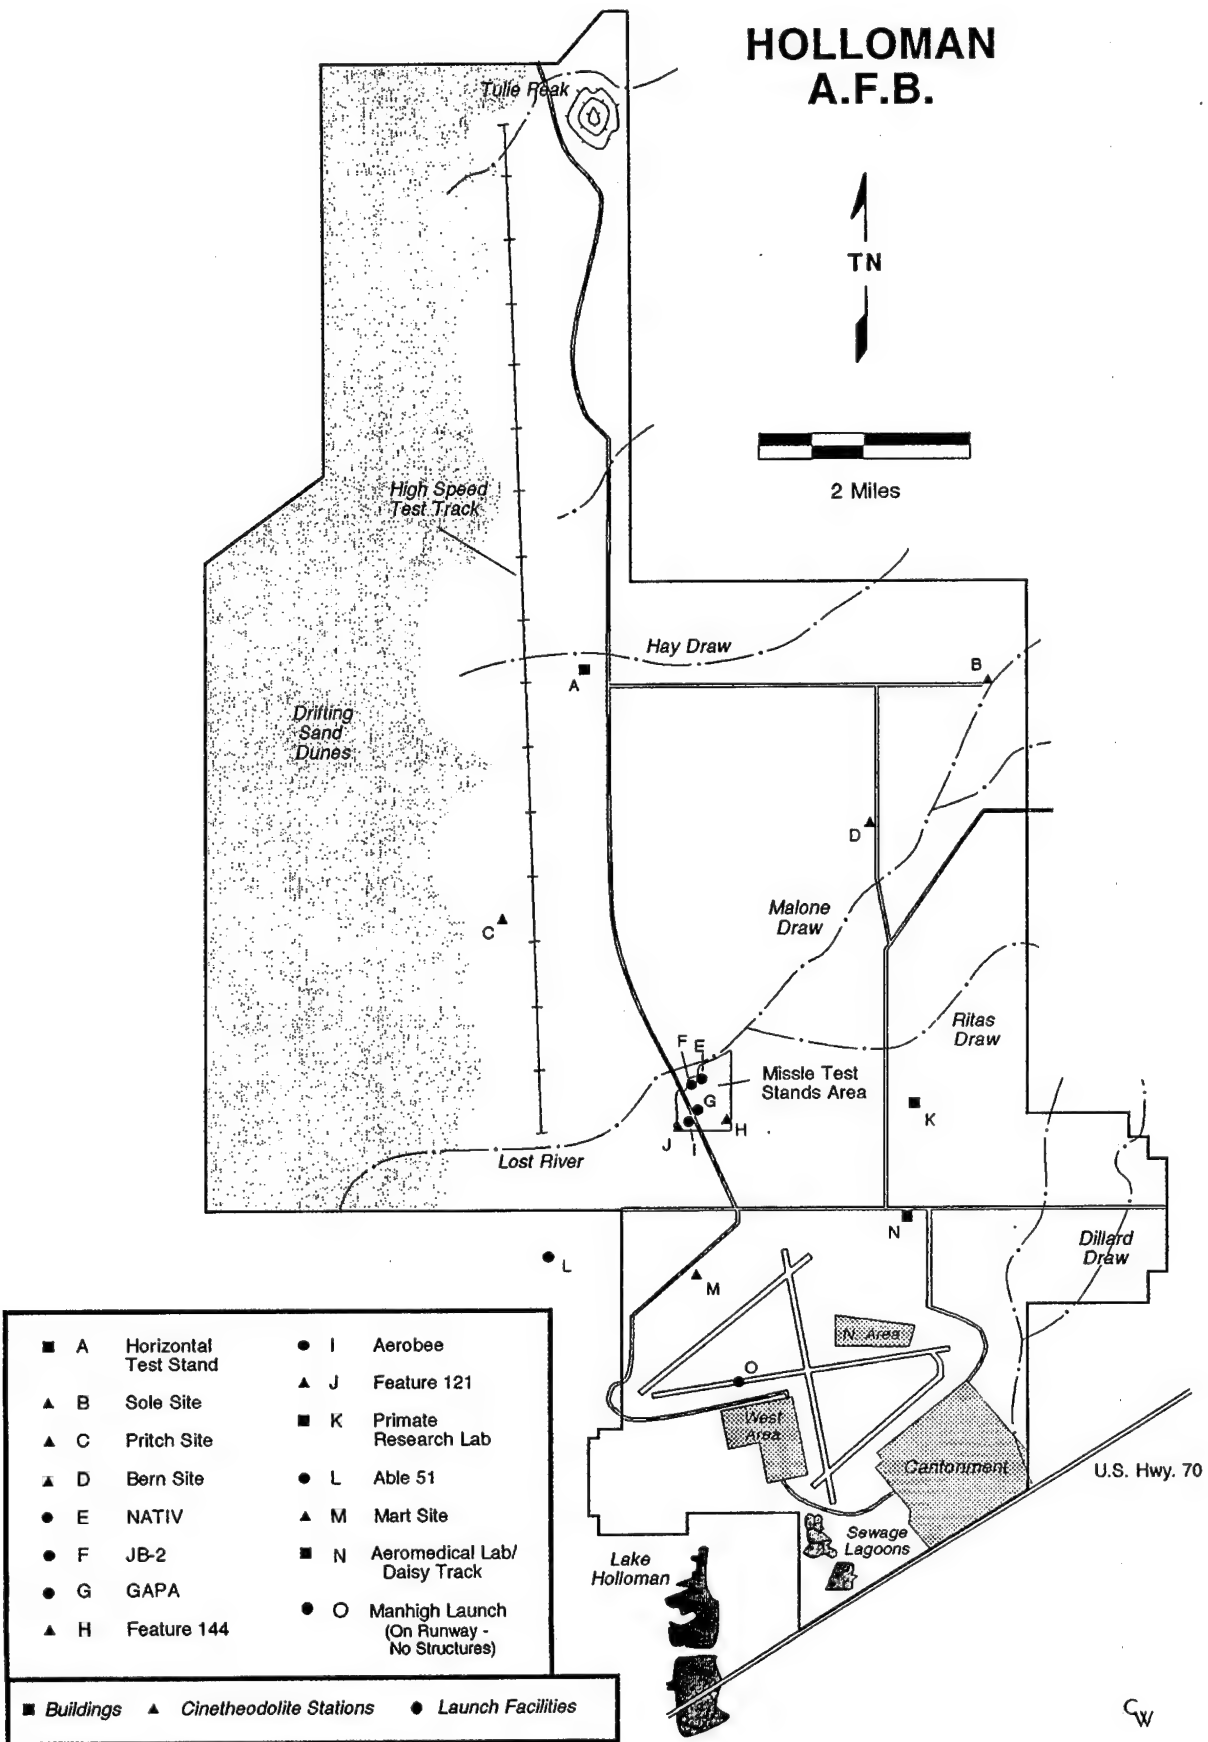 HOLLOMAN
A.F.B.
Tulie Peak
TN
2 Miles
High Speed
Test Track
Hay Draw
B
A
Drifting
Sand
Dunes
D
C
Malone
Draw
Ritas
Draw
F
E
Missle Test
Stands Area
G
K
H
J
I
Lost River
N
Dillard
Draw
L
M
N. Area
O
West
Area
Cantonment
U.S. Hwy. 70
Sewage
Lagoons
Lake
Holloman
A Horizontal
Test Stand
B Sole Site
C Pritch Site
D Bern Site
E NATIV
F JB-2
G GAPA
H Feature 144
I Aerobee
J Feature 121
K Primate
Research Lab
L Able 51
M Mart Site
N Aeromedical Lab/
Daisy Track
O Manhigh Launch
(On Runway -
No Structures)
Buildings Cinetheodolite Stations Launch Facilities
CW